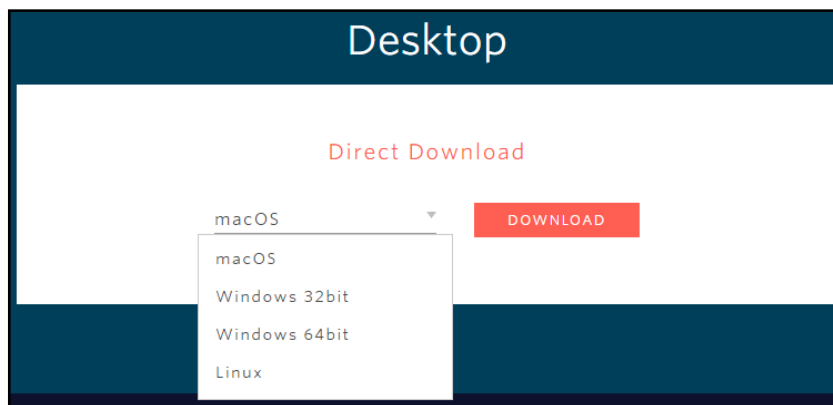 Desktop
Direct Download
macOS DOWNLOAD
macOS
Windows 32bit
Windows 64bit
Linux